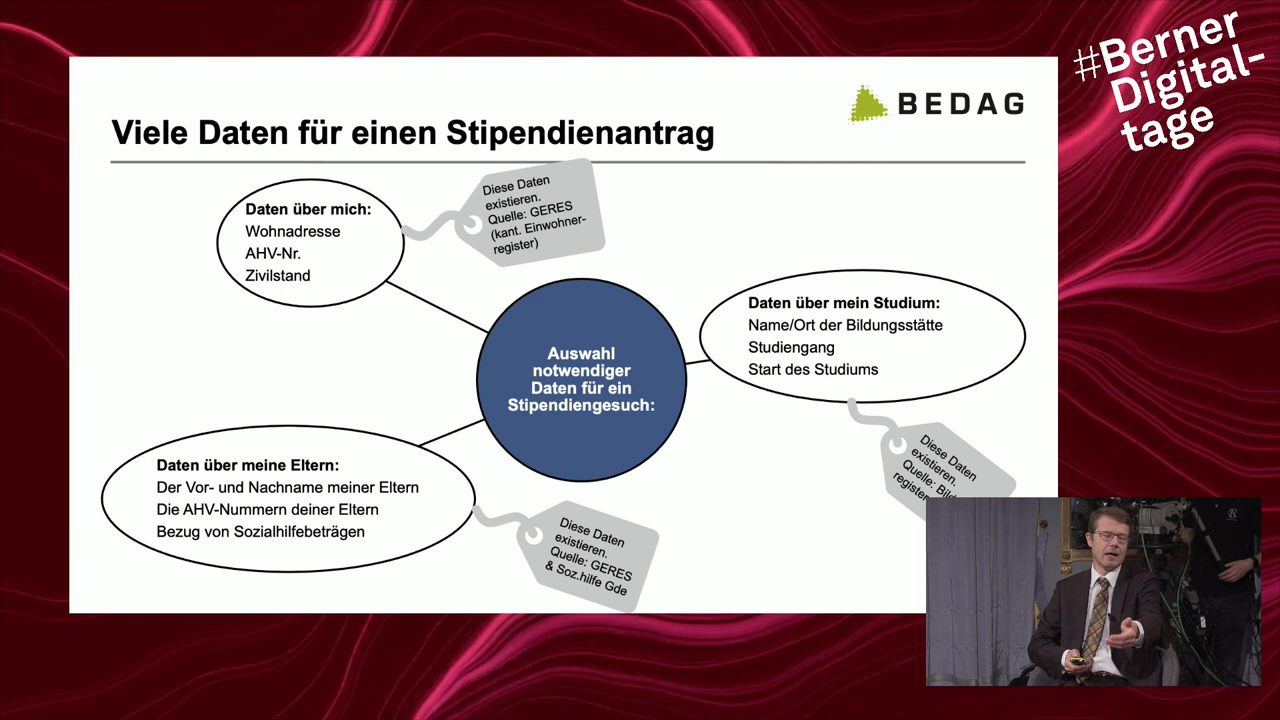 #Berner
Digital-
tage
BEDAG
Viele Daten für einen Stipendienantrag
Daten über mich:
Wohnadresse
AHV-Nr.
Zivilstand
Diese Daten
existieren.
Quelle: GERES
(kant. Einwohner-
register)
Auswahl
notwendiger
Daten für ein
Stipendiengesuch:
Daten über mein Studium:
Name/Ort der Bildungsstätte
Studiengang
Start des Studiums
Diese Daten
existieren.
Quelle:
Daten über meine Eltern:
Der Vor- und Nachname meiner Eltern
Die AHV-Nummern deiner Eltern
Bezug von Sozialhilfebeträgen
Diese Daten
existieren.
Quelle: GERES
& Soz.hilfe Gde